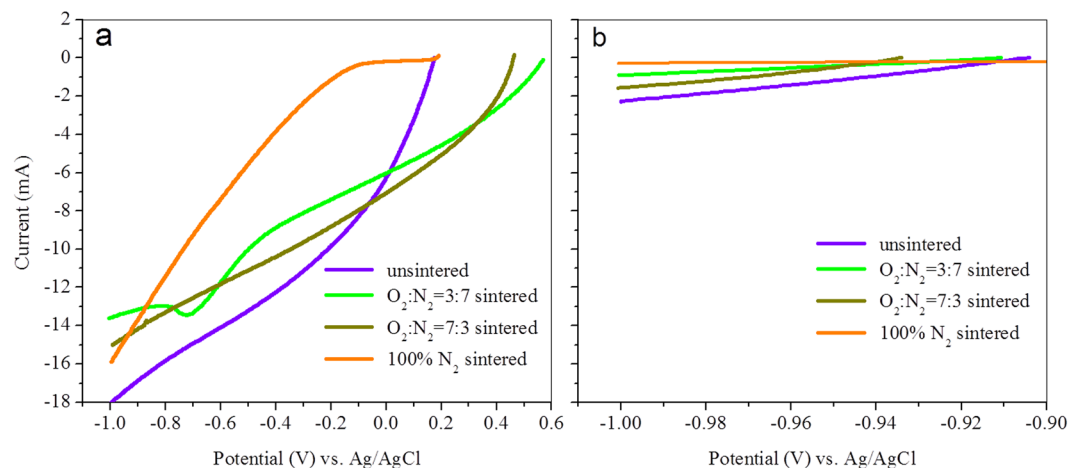 a
2
0
-2
-4
-6
-8
-10
-12
-14
-16
-18
Current (mA)
unsintered
O₂:N₂=3:7 sintered
O₂:N₂=7:3 sintered
100% N₂ sintered
-1.0 -0.8 -0.6 -0.4 -0.2 0.0 0.2 0.4 0.6
Potential (V) vs. Ag/AgCl
b
unsintered
O₂:N₂=3:7 sintered
O₂:N₂=7:3 sintered
100% N₂ sintered
-1.00 -0.98 -0.96 -0.94 -0.92 -0.90
Potential (V) vs. Ag/AgCl